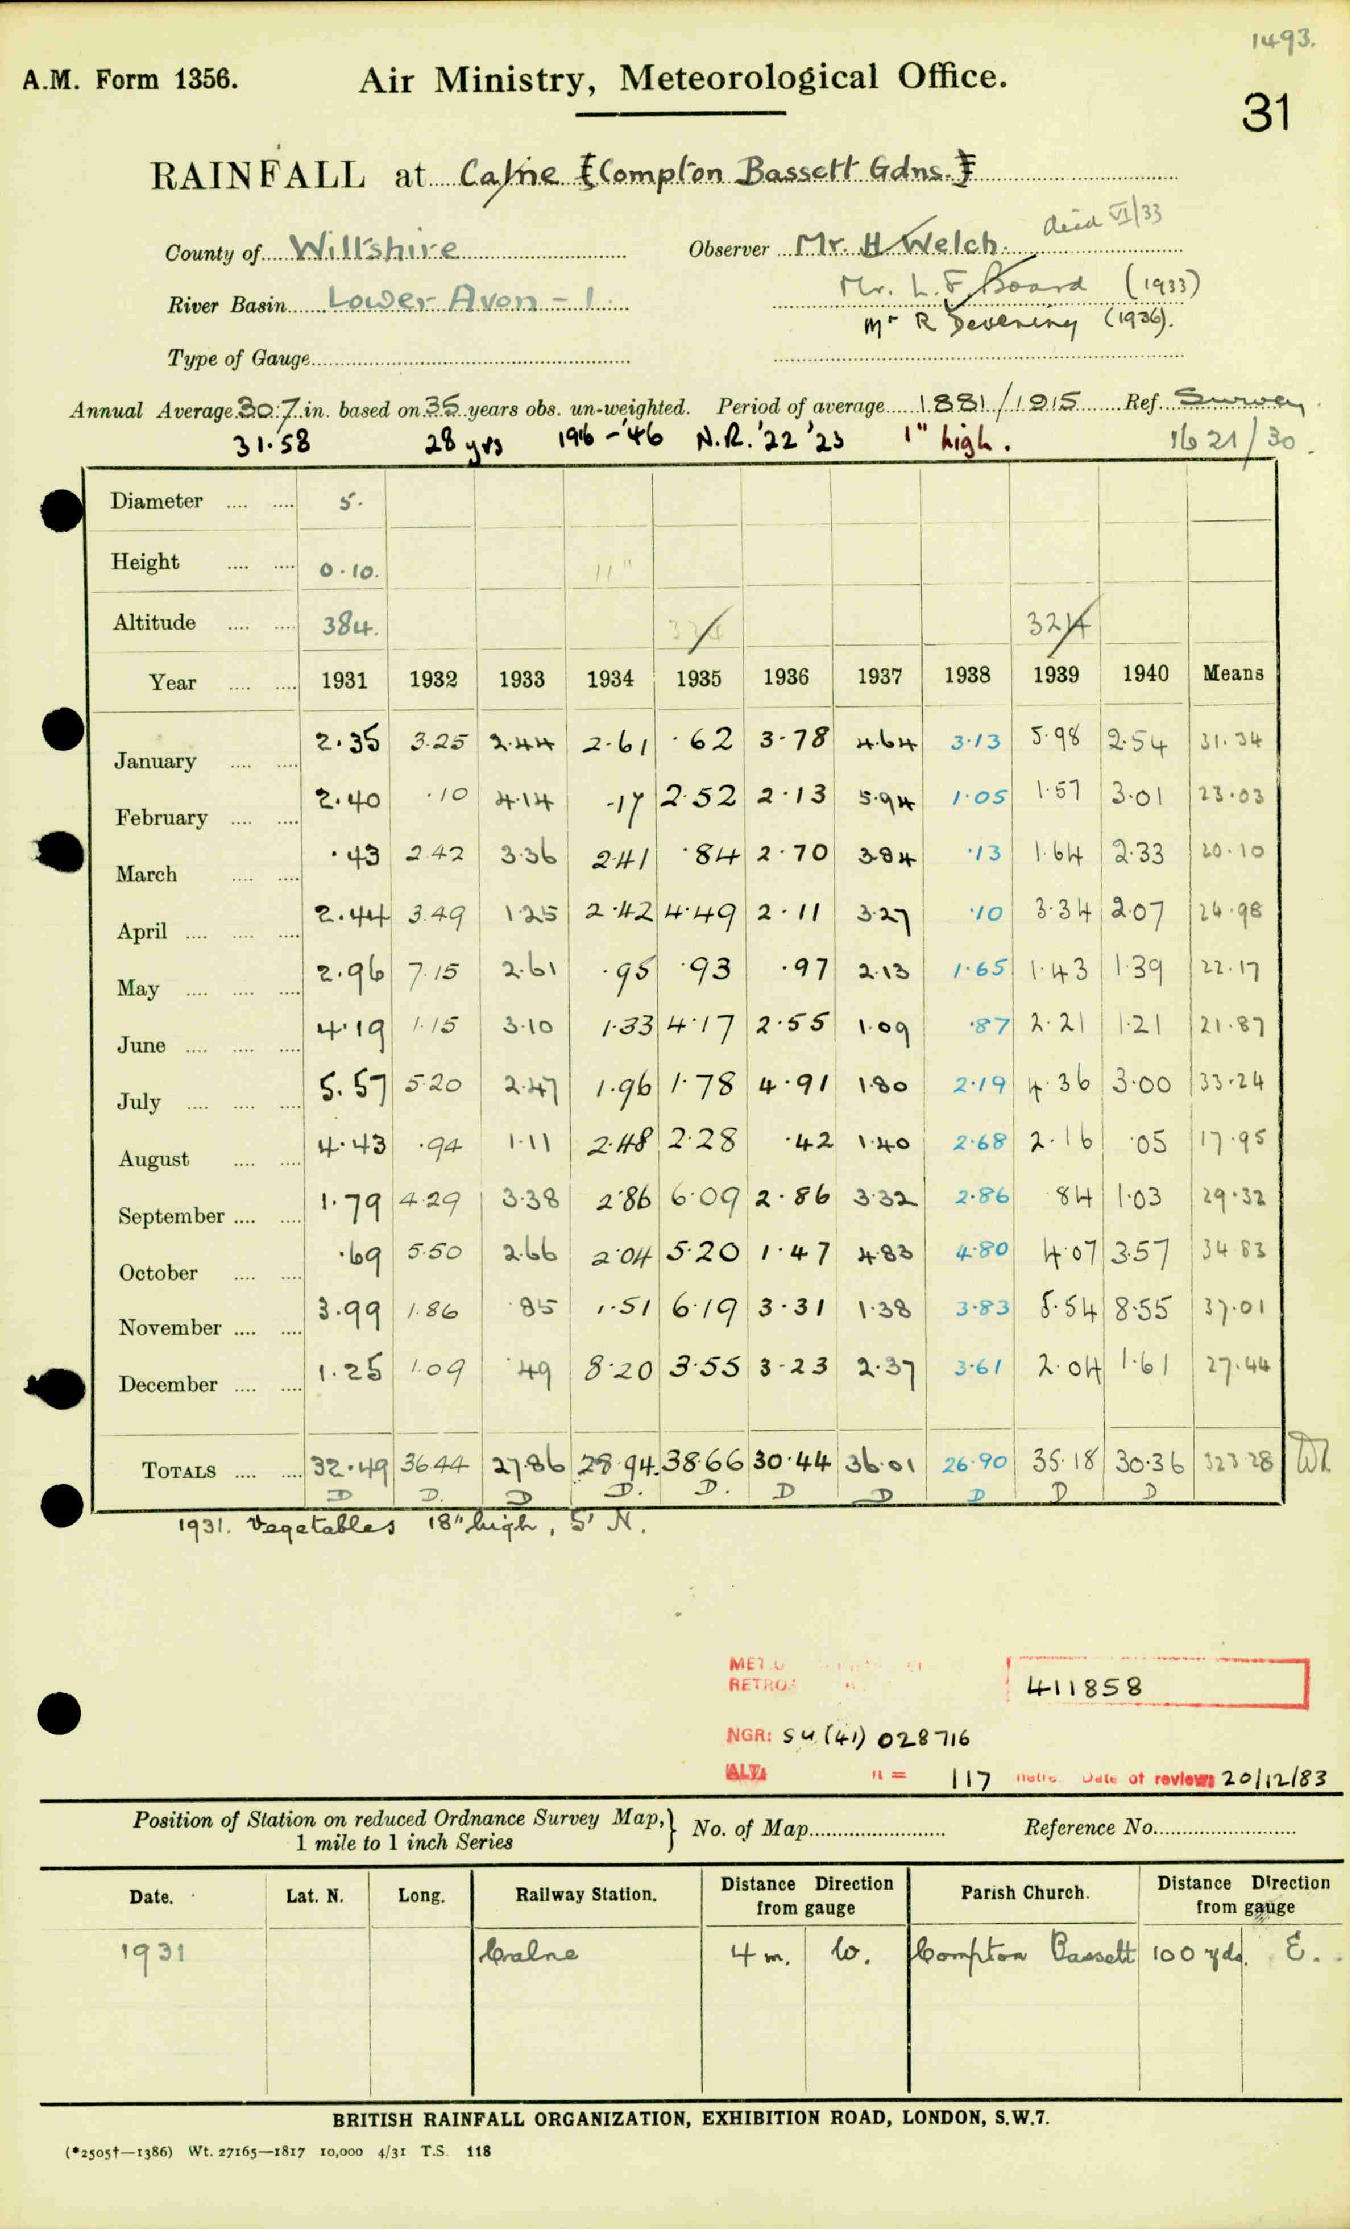 1493.
A.M. Form 1356. Air Ministry, Meteorological Office.
31
RAINFALL at Calne [Compton Bassett Gdns.]
County of Wiltshire Observer Mr. H Welch. died VI/33
River Basin Lower Avon - 1. Mr. L. F. Board (1933)
Mr R Devening (1936).
Type of Gauge
Annual Average 30.7 in. based on 35 years obs. un-weighted. Period of average 1881/1915 Ref. Survey
31.58 28 yrs 1916-'46 N.R. '22 '23 1" high. 1621/30.
Diameter 5.
Height 0.10. 11"
Altitude 384. 324 324
Year 1931 1932 1933 1934 1935 1936 1937 1938 1939 1940 Means
January 2.35 3.25 2.44 2.61 .62 3.78 4.64 3.13 5.98 2.54 31.34
February 2.40 .10 4.14 .17 2.52 2.13 5.94 1.05 1.57 3.01 23.03
March .43 2.42 3.36 2.41 .84 2.70 3.84 .13 1.64 2.33 20.10
April 2.44 3.49 1.25 2.42 4.49 2.11 3.27 .10 3.34 2.07 24.98
May 2.96 7.15 2.61 .95 .93 .97 2.13 1.65 1.43 1.39 22.17
June 4.19 1.15 3.10 1.33 4.17 2.55 1.09 .87 2.21 1.21 21.87
July 5.57 5.20 2.47 1.96 1.78 4.91 1.80 2.19 4.36 3.00 33.24
August 4.43 .94 1.11 2.48 2.28 .42 1.40 2.68 2.16 .05 17.95
September 1.79 4.29 3.38 2.86 6.09 2.86 3.32 2.86 84 1.03 29.32
October .69 5.50 2.66 2.04 5.20 1.47 4.83 4.80 4.07 3.57 34 83
November 3.99 1.86 .85 1.51 6.19 3.31 1.38 3.83 5.54 8.55 37.01
December 1.25 1.09 .49 8.20 3.55 3.23 2.37 3.61 2.04 1.61 27.44
TOTALS 32.49 36.44 27.86 28.94. 38.66 30.44 36.01 26.90 35.18 30.36 323.28
D D. D D. D. D D D D D
1931. Vegetables 18" high, 5' N.
MET.O
RETRO.
411858
NGR: SU (41) 028716
ALT: = 117 Date of review: 20/12/83
Position of Station on reduced Ordnance Survey Map, } No. of Map Reference No.
1 mile to 1 inch Series
Date. Lat. N. Long. Railway Station. Distance Direction from gauge Parish Church. Distance Direction from gauge
1931 Calne 4 m. W. Compton Bassett 100 yds. E.
BRITISH RAINFALL ORGANIZATION, EXHIBITION ROAD, LONDON, S.W.7.
(*2505†—1386) Wt. 27165—1817 10,000 4/31 T.S. 118